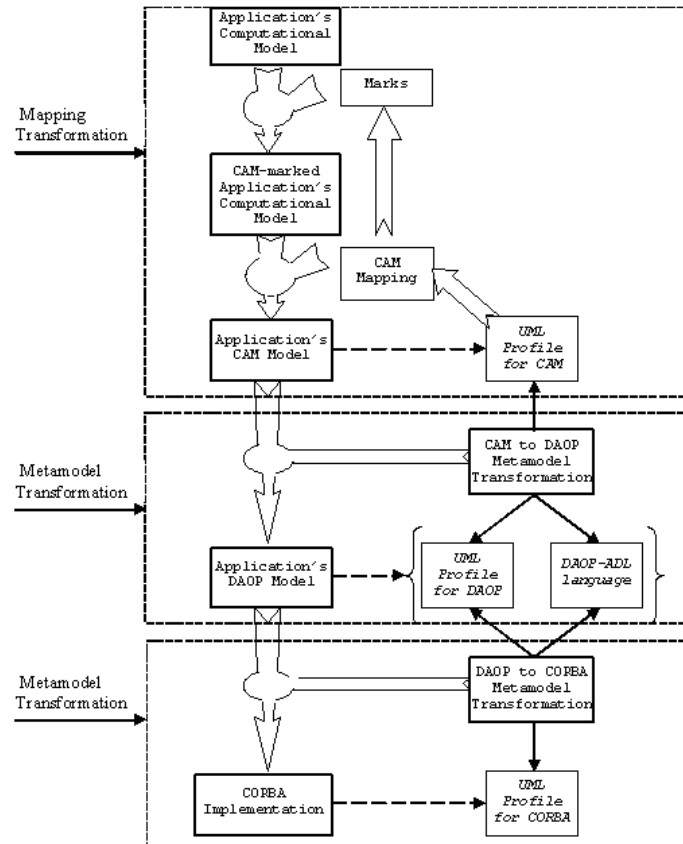 Application's
Computational
Model
Marks
Mapping
Transformation
CAM-marked
Application's
Computational
Model
CAM
Mapping
Application's
CAM Model
UML
Profile
for CAM
Metamodel
Transformation
CAM to DAOP
Metamodel
Transformation
Application's
DAOP Model
UML
Profile
for DAOP
DAOP-ADL
language
Metamodel
Transformation
DAOP to CORBA
Metamodel
Transformation
CORBA
Implementation
UML
Profile
for CORBA